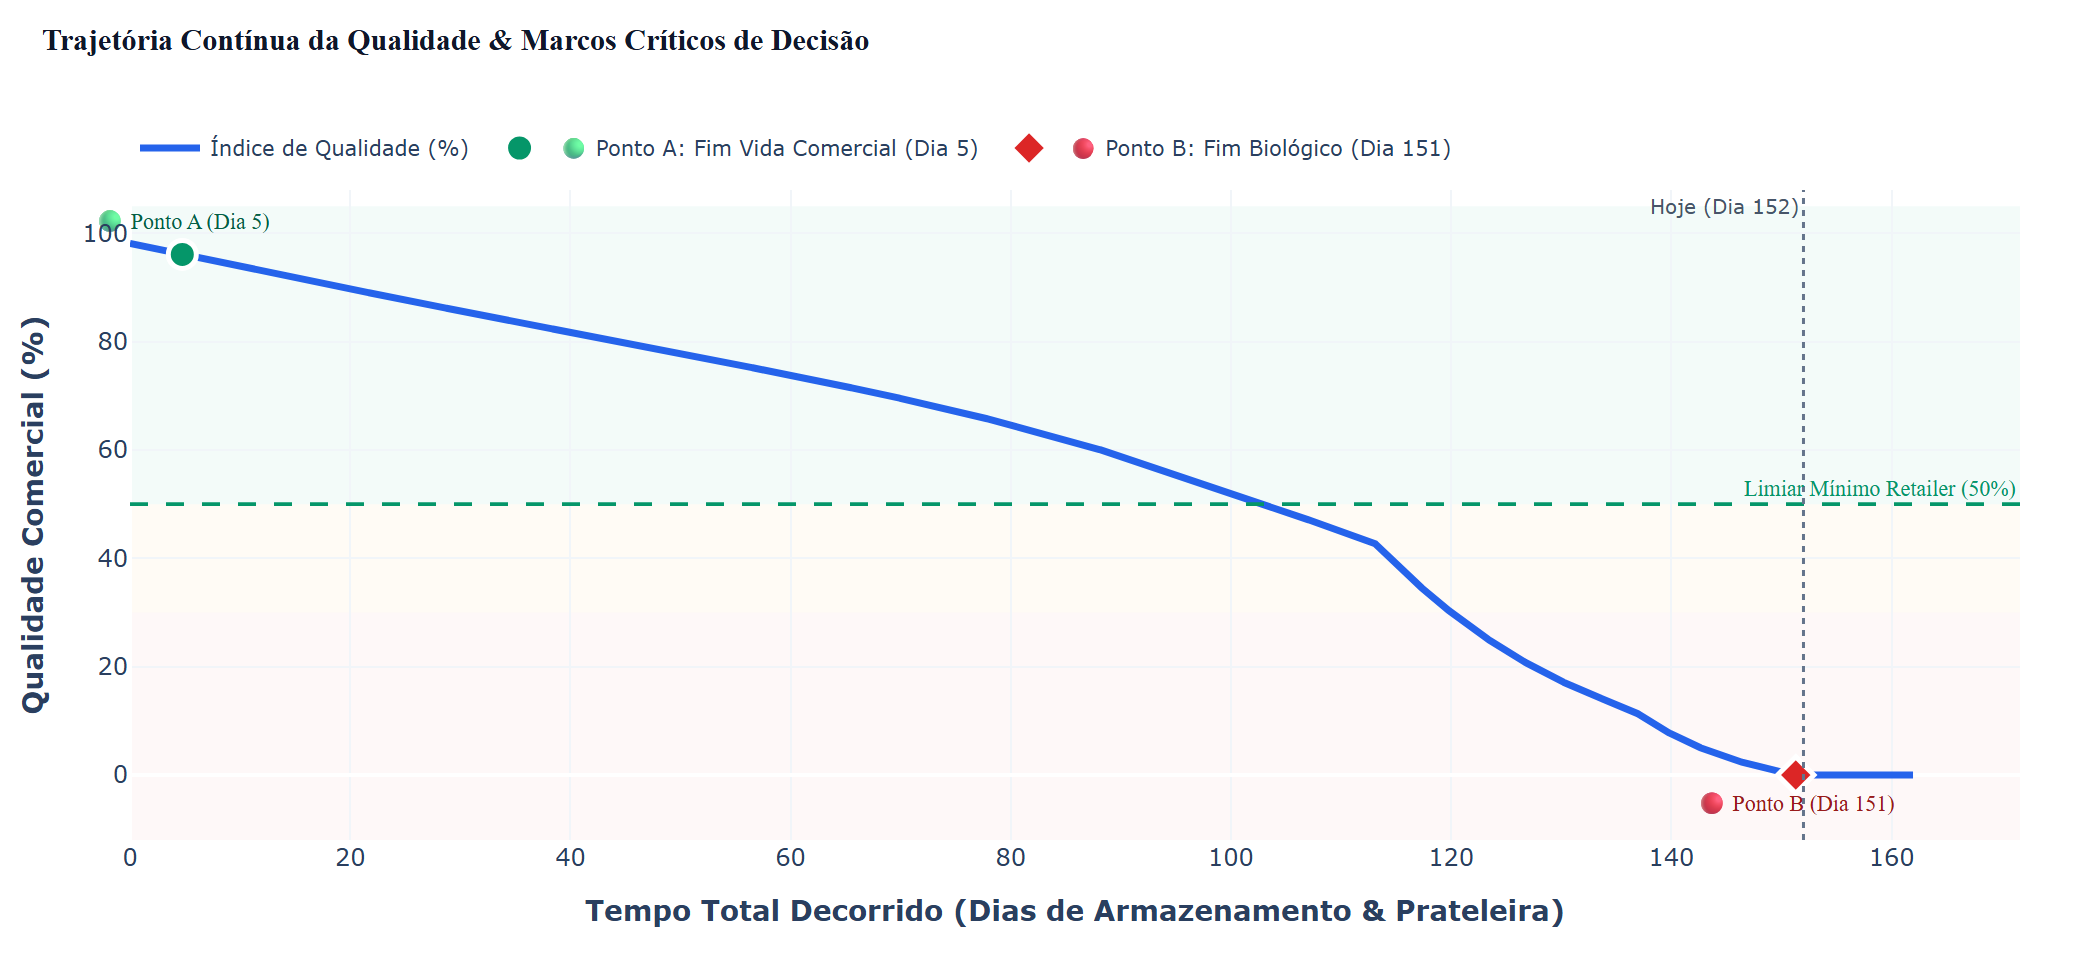 Trajetória Contínua da Qualidade & Marcos Críticos de Decisão
Índice de Qualidade (%)
Ponto A: Fim Vida Comercial (Dia 5)
Ponto B: Fim Biológico (Dia 151)
Hoje (Dia 152)
Ponto A (Dia 5)
100
80
60
40
20
0
Qualidade Comercial (%)
Limiar Mínimo Retailer (50%)
Ponto B (Dia 151)
0 20 40 60 80 100 120 140 160
Tempo Total Decorrido (Dias de Armazenamento & Prateleira)